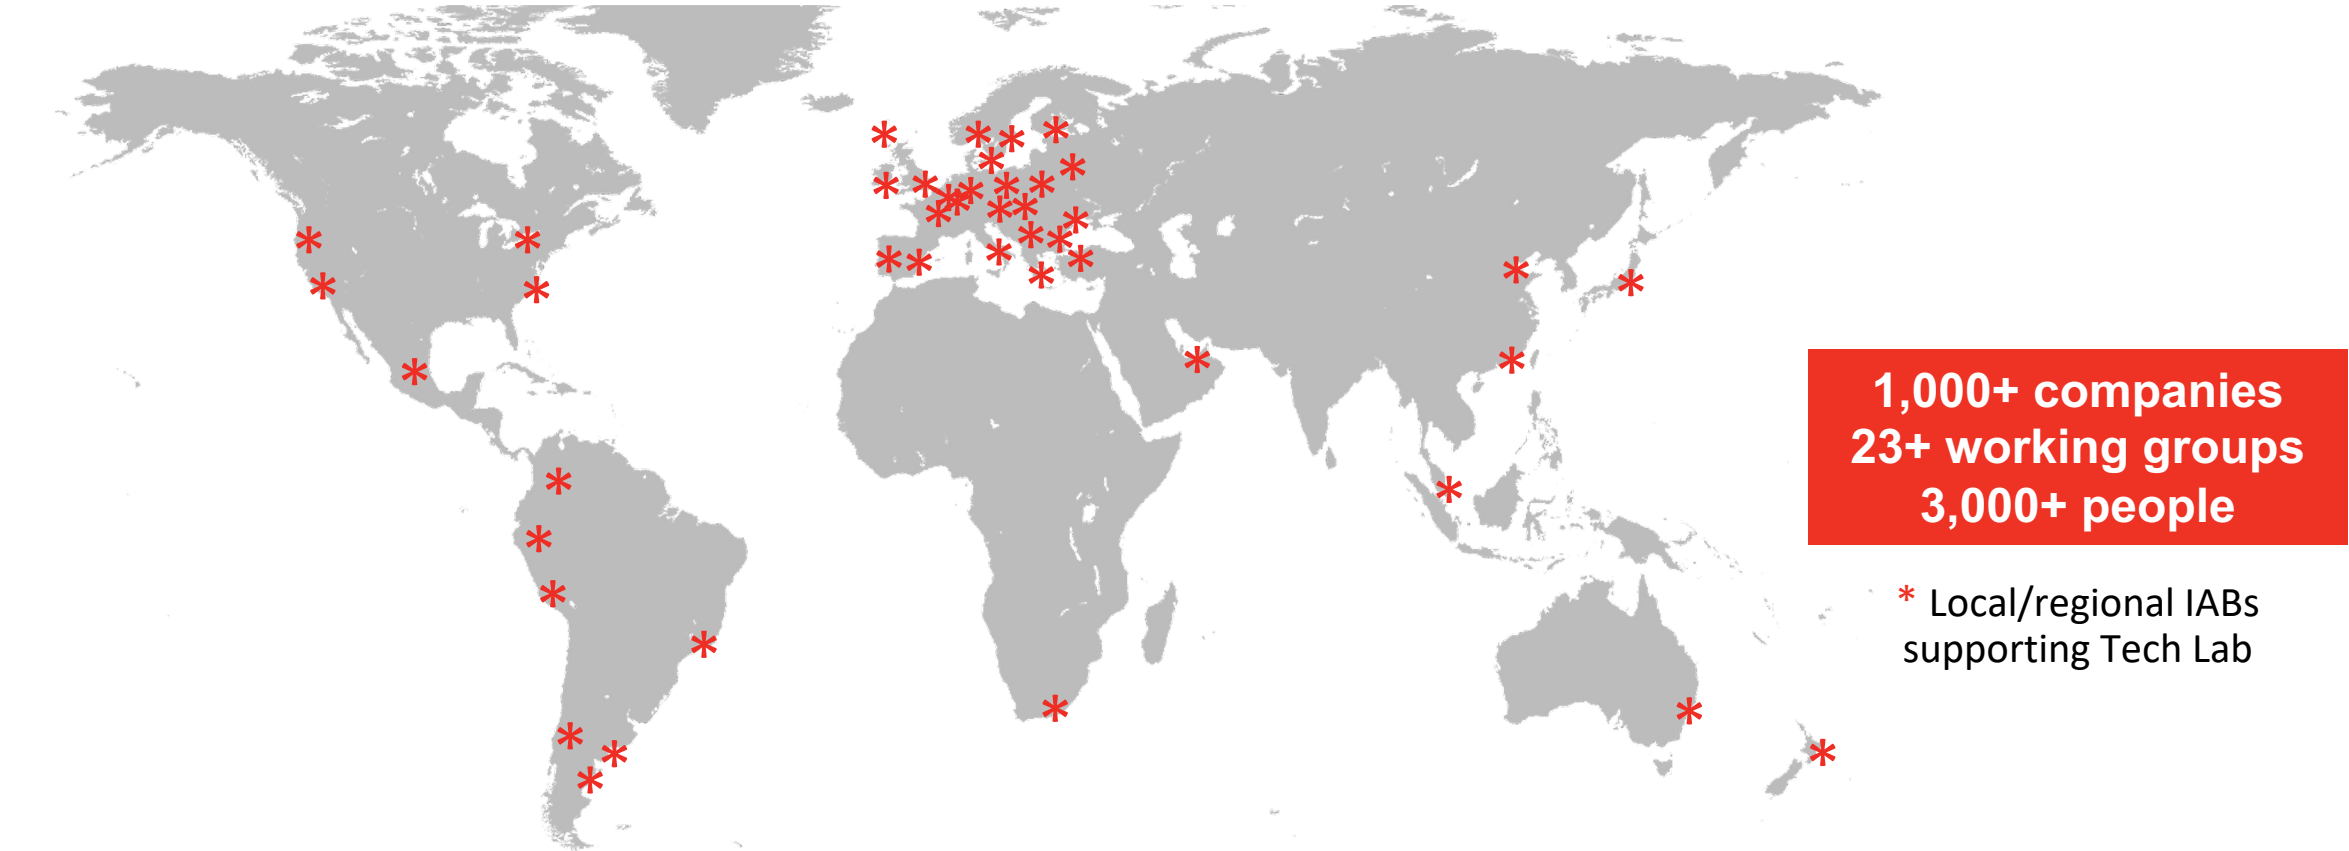 1,000+ companies
23+ working groups
3,000+ people
* Local/regional IABs
supporting Tech Lab